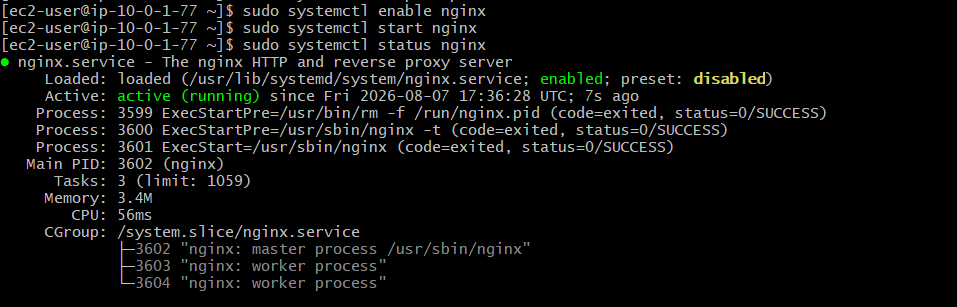 [ec2-user@ip-10-0-1-77 ~]$ sudo systemctl enable nginx
[ec2-user@ip-10-0-1-77 ~]$ sudo systemctl start nginx
[ec2-user@ip-10-0-1-77 ~]$ sudo systemctl status nginx
● nginx.service - The nginx HTTP and reverse proxy server
     Loaded: loaded (/usr/lib/systemd/system/nginx.service; enabled; preset: disabled)
     Active: active (running) since Fri 2026-08-07 17:36:28 UTC; 7s ago
    Process: 3599 ExecStartPre=/usr/bin/rm -f /run/nginx.pid (code=exited, status=0/SUCCESS)
    Process: 3600 ExecStartPre=/usr/sbin/nginx -t (code=exited, status=0/SUCCESS)
    Process: 3601 ExecStart=/usr/sbin/nginx (code=exited, status=0/SUCCESS)
   Main PID: 3602 (nginx)
      Tasks: 3 (limit: 1059)
     Memory: 3.4M
        CPU: 56ms
     CGroup: /system.slice/nginx.service
             ├─3602 "nginx: master process /usr/sbin/nginx"
             ├─3603 "nginx: worker process"
             └─3604 "nginx: worker process"